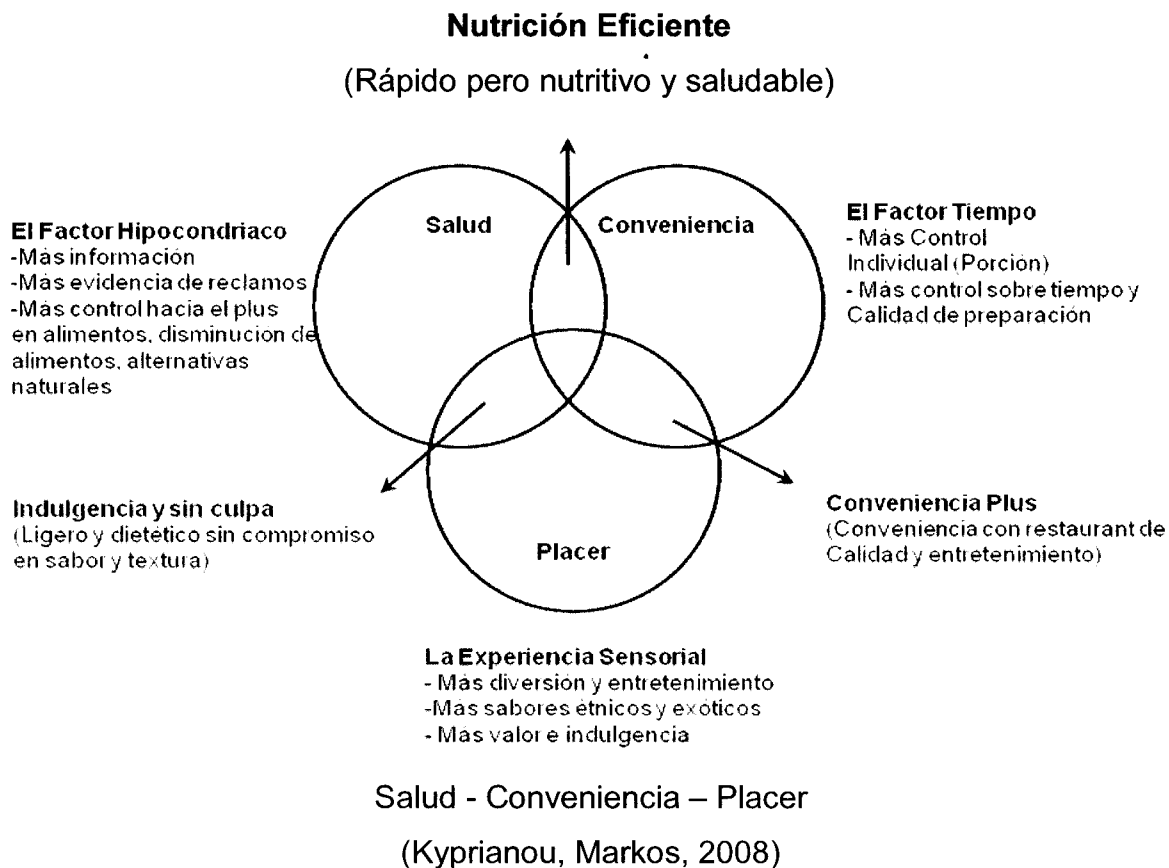 Nutrición Eficiente
(Rápido pero nutritivo y saludable)
Salud
Conveniencia
El Factor Hipocondriaco
-Más información
-Más evidencia de reclamos
-Más control hacia el plus
en alimentos, disminución de
alimentos, alternativas
naturales
El Factor Tiempo
- Más Control
Individual (Porción)
- Más control sobre tiempo y
Calidad de preparación
Indulgencia y sin culpa
(Ligero y dietético sin compromiso
en sabor y textura)
Placer
Conveniencia Plus
(Conveniencia con restaurant de
Calidad y entretenimiento)
La Experiencia Sensorial
- Más diversión y entretenimiento
-Más sabores étnicos y exóticos
- Más valor e indulgencia
Salud - Conveniencia – Placer
(Kyprianou, Markos, 2008)